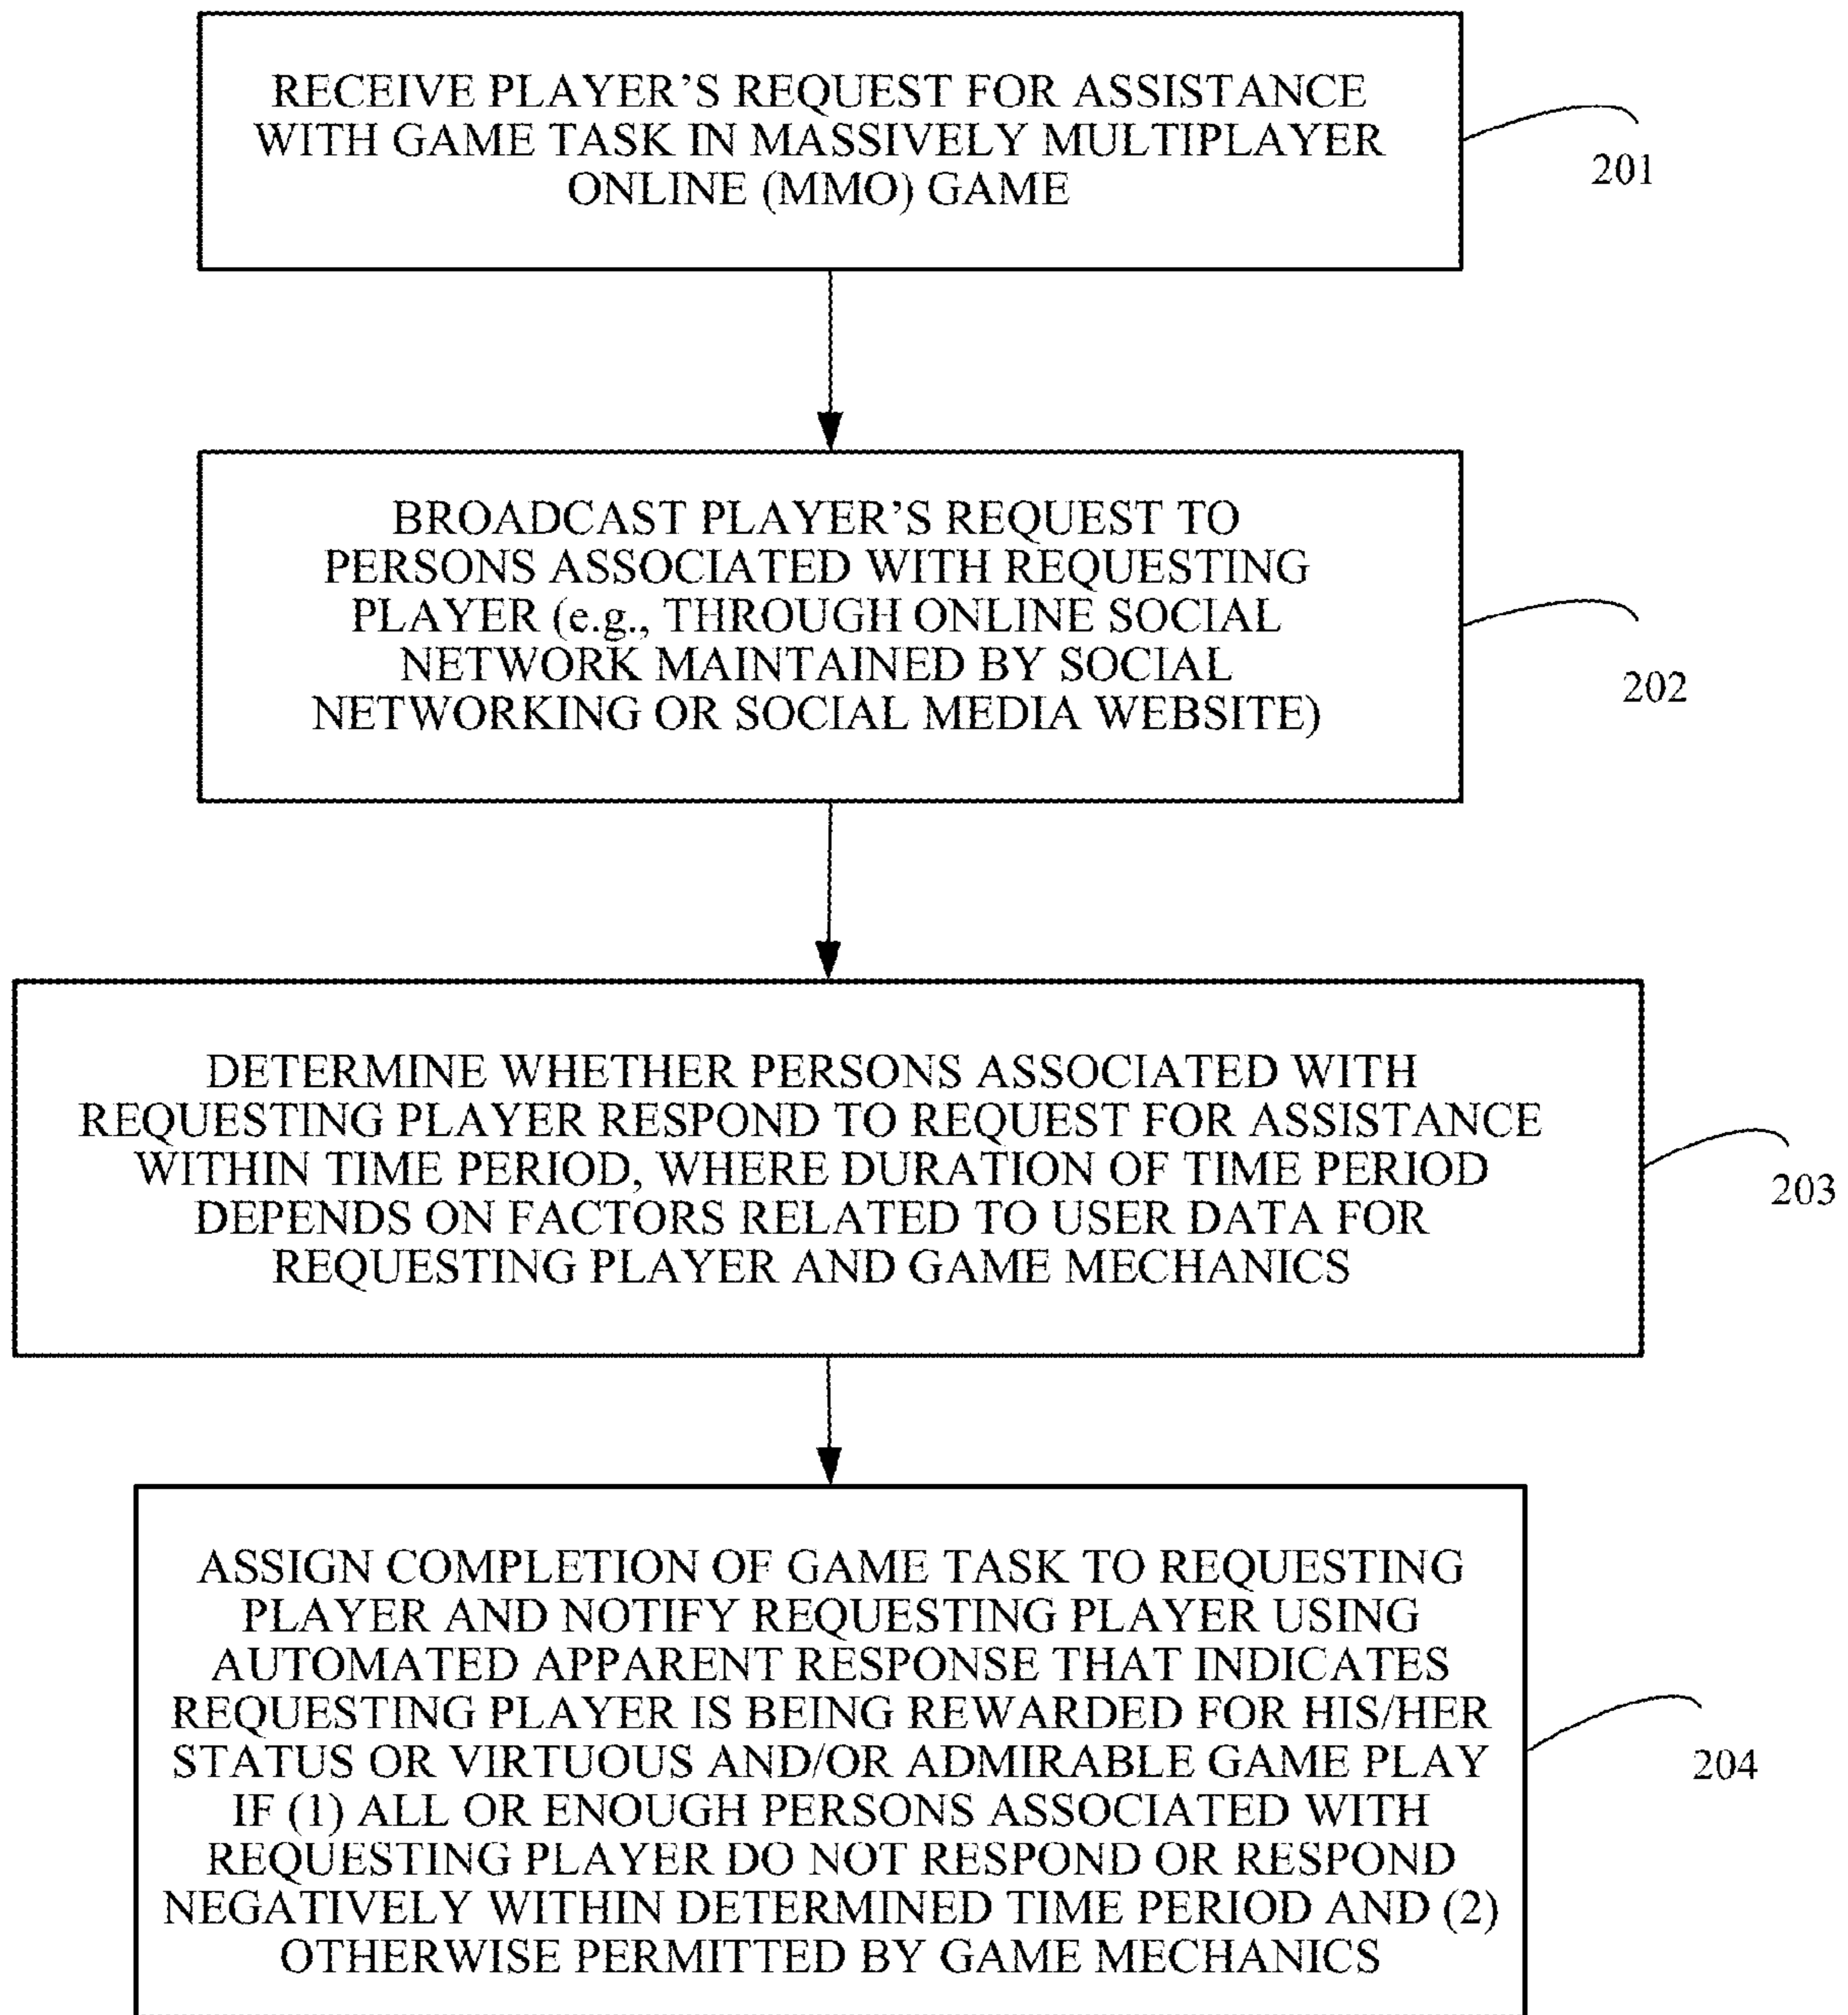 RECEIVE PLAYER'S REQUEST FOR ASSISTANCE
WITH GAME TASK IN MASSIVELY MULTIPLAYER
ONLINE (MMO) GAME
201
BROADCAST PLAYER'S REQUEST TO
PERSONS ASSOCIATED WITH REQUESTING
PLAYER (e.g., THROUGH ONLINE SOCIAL
NETWORK MAINTAINED BY SOCIAL
NETWORKING OR SOCIAL MEDIA WEBSITE)
202
DETERMINE WHETHER PERSONS ASSOCIATED WITH
REQUESTING PLAYER RESPOND TO REQUEST FOR ASSISTANCE
WITHIN TIME PERIOD, WHERE DURATION OF TIME PERIOD
DEPENDS ON FACTORS RELATED TO USER DATA FOR
REQUESTING PLAYER AND GAME MECHANICS
203
ASSIGN COMPLETION OF GAME TASK TO REQUESTING
PLAYER AND NOTIFY REQUESTING PLAYER USING
AUTOMATED APPARENT RESPONSE THAT INDICATES
REQUESTING PLAYER IS BEING REWARDED FOR HIS/HER
STATUS OR VIRTUOUS AND/OR ADMIRABLE GAME PLAY
IF (1) ALL OR ENOUGH PERSONS ASSOCIATED WITH
REQUESTING PLAYER DO NOT RESPOND OR RESPOND
NEGATIVELY WITHIN DETERMINED TIME PERIOD AND (2)
OTHERWISE PERMITTED BY GAME MECHANICS
204